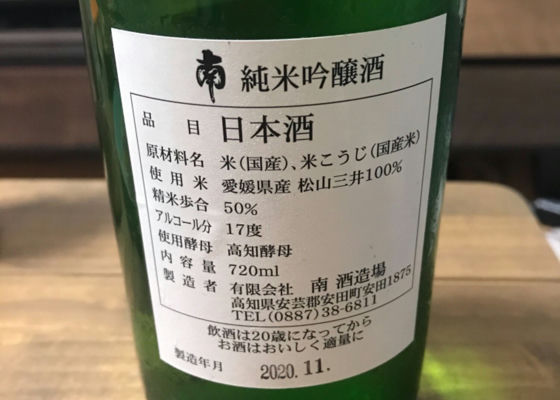 南 純米吟醸酒
品目 日本酒
原材料名 米(国産)、米こうじ(国産米)
使用米 愛媛県産 松山三井100%
精米歩合 50%
アルコール分 17度
使用酵母 高知酵母
内容量 720ml
製造者 有限会社 南酒造場
高知県安芸郡安田町安田1875
TEL(0887)38-6811
飲酒は20歳になってから
お酒はおいしく適量に
製造年月 2020.11.